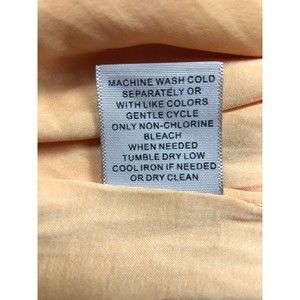 MACHINE WASH COLD
SEPARATELY OR
WITH LIKE COLORS
GENTLE CYCLE
ONLY NON-CHLORINE
BLEACH
WHEN NEEDED
TUMBLE DRY LOW
COOL IRON IF NEEDED
OR DRY CLEAN